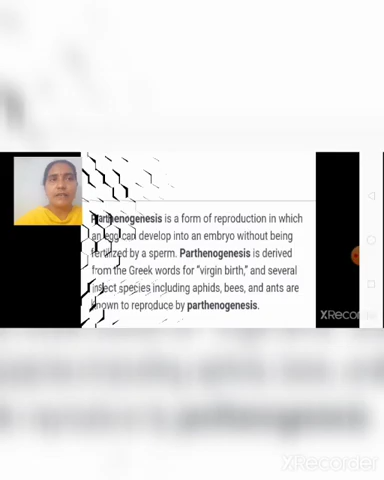 Parthenogenesis is a form of reproduction in which
an egg can develop into an embryo without being
fertilized by a sperm. Parthenogenesis is derived
from the Greek words for “virgin birth,” and several
insect species including aphids, bees, and ants are
known to reproduce by parthenogenesis.
XRecor
XRecorder